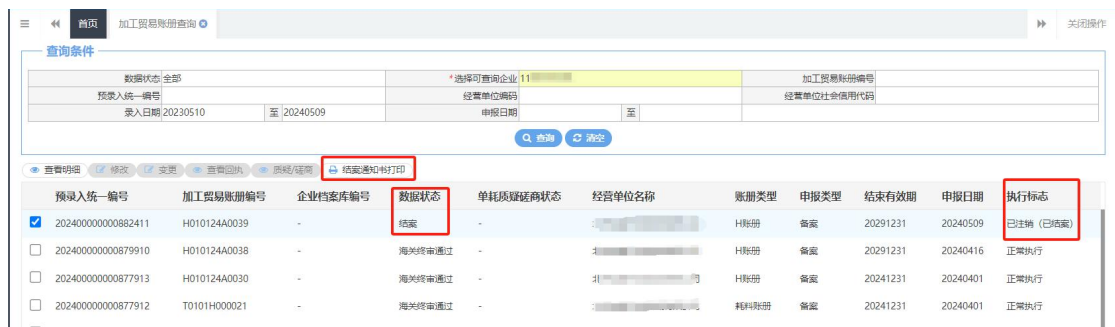 首页 加工贸易账册查询 关闭操作
查询条件
数据状态 全部 *选择可查询企业 11 加工贸易账册编号
预录入统一编号 经营单位编码 经营单位社会信用代码
录入日期 20230510 至 20240509 申报日期 至
查询 清空
查看明细 修改 变更 查看回执 质疑/磋商 结案通知书打印
预录入统一编号 加工贸易账册编号 企业档案库编号 数据状态 单耗质疑磋商状态 经营单位名称 账册类型 申报类型 结束有效期 申报日期 执行标志
202400000000882411 H010124A0039 - 结案 - H账册 备案 20291231 20240509 已注销（已结案）
202400000000879910 H010124A0038 - 海关终审通过 - H账册 备案 20291231 20240416 正常执行
202400000000877913 H010124A0030 - 海关终审通过 - H账册 备案 20241231 20240401 正常执行
202400000000877912 T0101H000021 - 海关终审通过 - 耗料账册 备案 20241231 20240401 正常执行